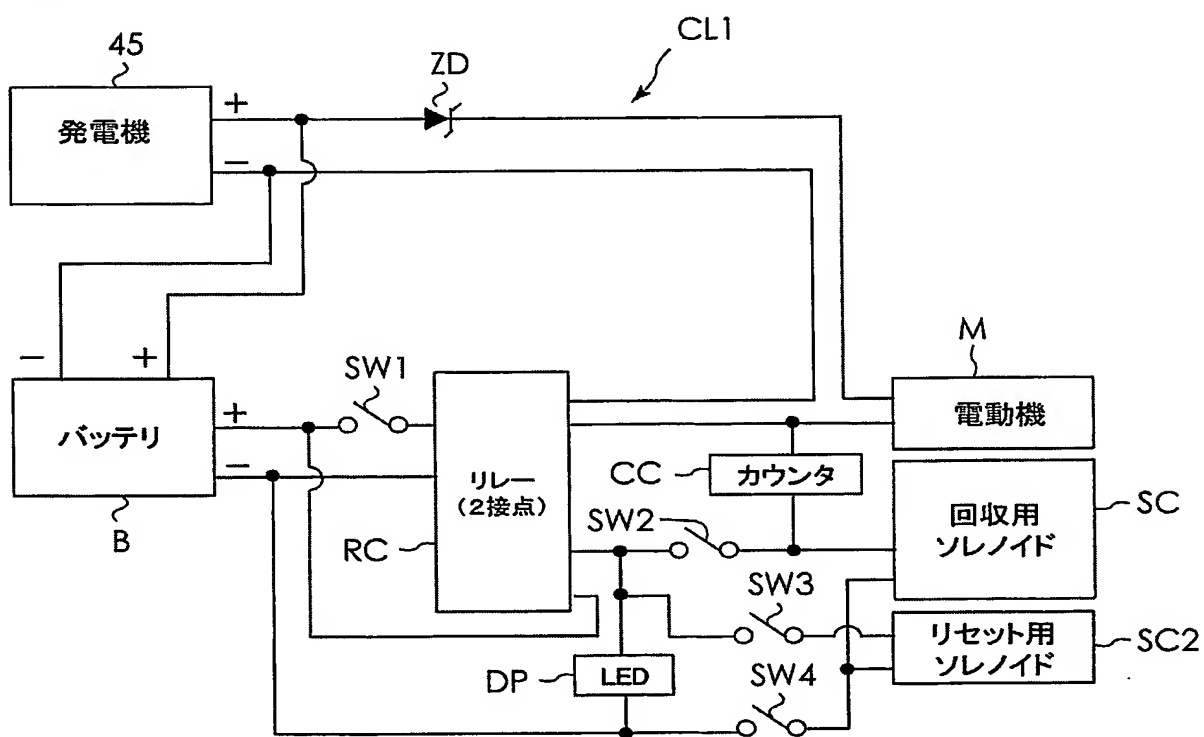 CL1
45
ZD
発電機
+
−
M
−
+
SW1
電動機
バッテリ
+
−
リレー
(2接点)
CC
カウンタ
回収用
ソレノイド
SC
SW2
B
RC
SW3
リセット用
ソレノイド
SC2
DP
LED
SW4